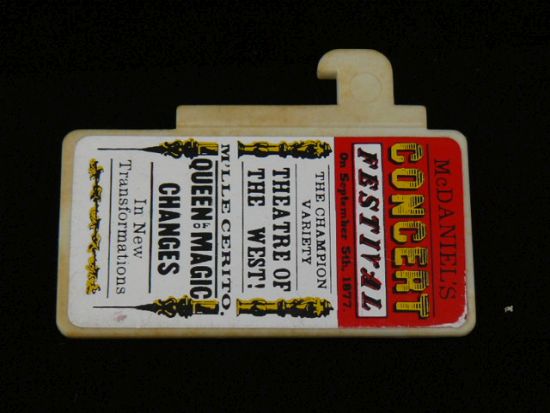 McDANIEL'S
CONCERT
FESTIVAL
On September 5th, 1877
THE CHAMPION
VARIETY
THEATRE OF
THE WEST!
M'LLE CERITO,
QUEEN OF MAGIC
CHANGES
In New
Transformations